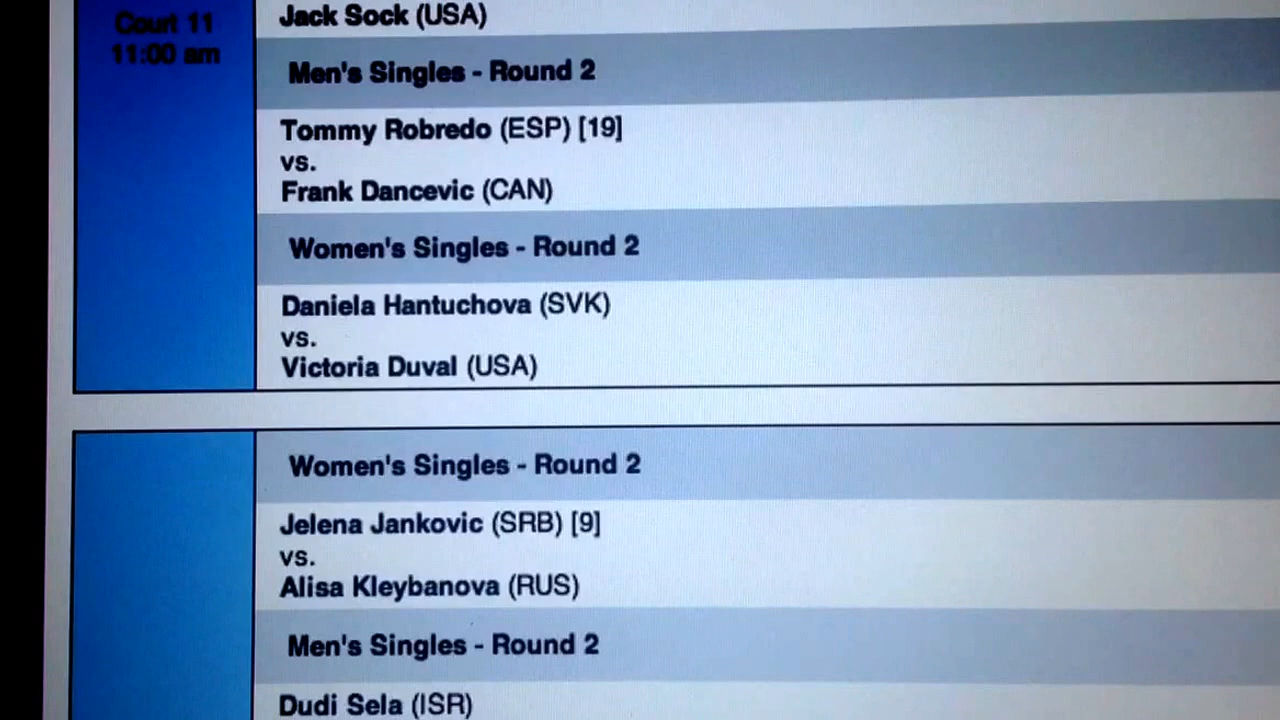 Court 11
11:00 am
Jack Sock (USA)
Men's Singles - Round 2
Tommy Robredo (ESP) [19]
vs.
Frank Dancevic (CAN)
Women's Singles - Round 2
Daniela Hantuchova (SVK)
vs.
Victoria Duval (USA)
Women's Singles - Round 2
Jelena Jankovic (SRB) [9]
vs.
Alisa Kleybanova (RUS)
Men's Singles - Round 2
Dudi Sela (ISR)